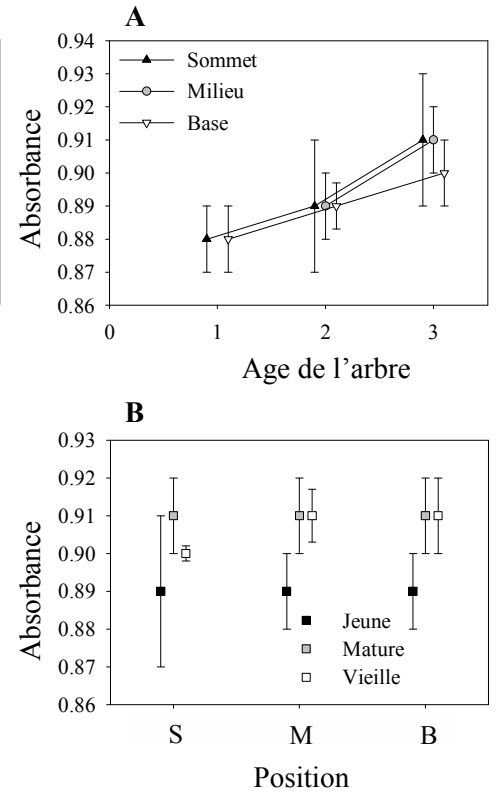 A
0.94
0.93
0.92
0.91
0.90
0.89
0.88
0.87
0.86
Absorbance
Sommet
Milieu
Base
0 1 2 3
Age de l’arbre
B
0.93
0.92
0.91
0.90
0.89
0.88
0.87
0.86
Absorbance
Jeune
Mature
Vieille
S M B
Position